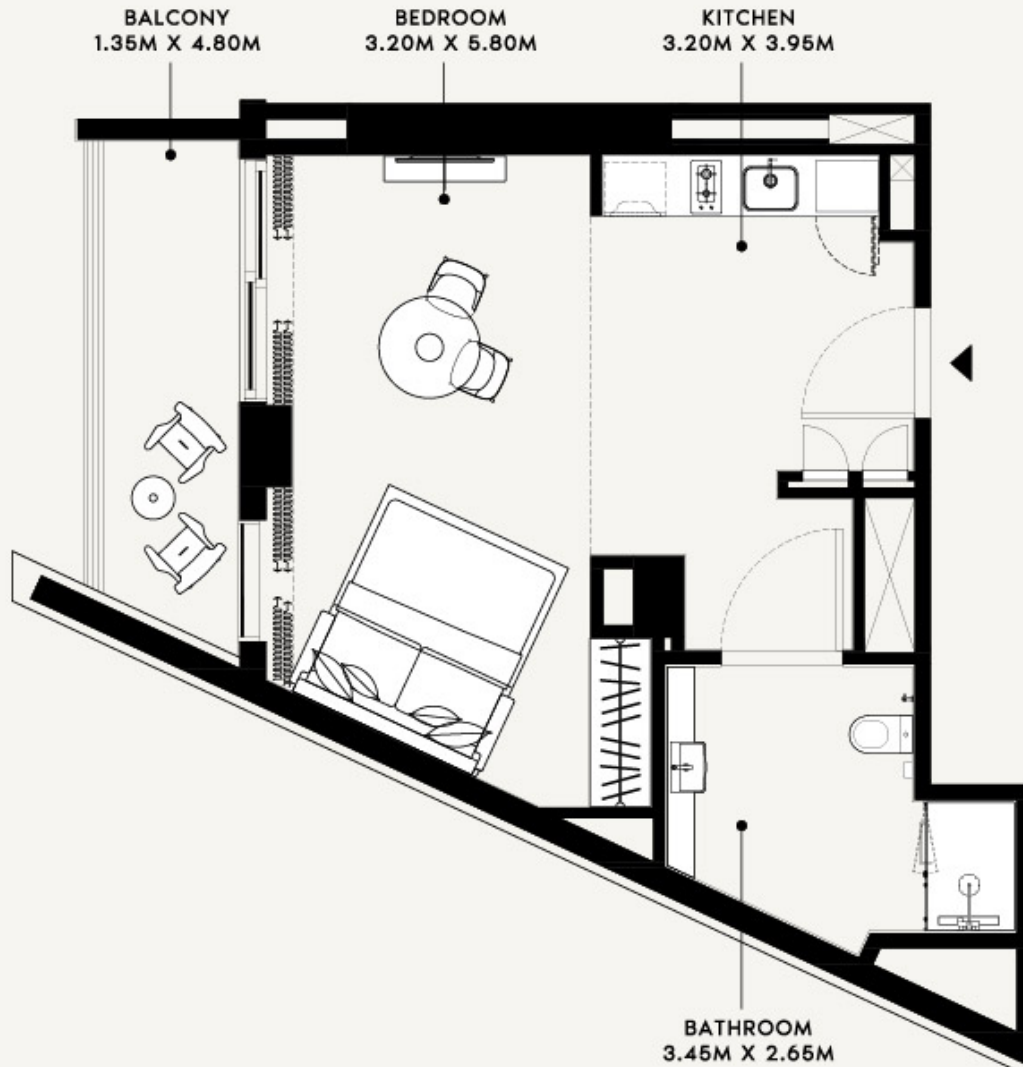 BALCONY
1.35M X 4.80M
BEDROOM
3.20M X 5.80M
KITCHEN
3.20M X 3.95M
BATHROOM
3.45M X 2.65M